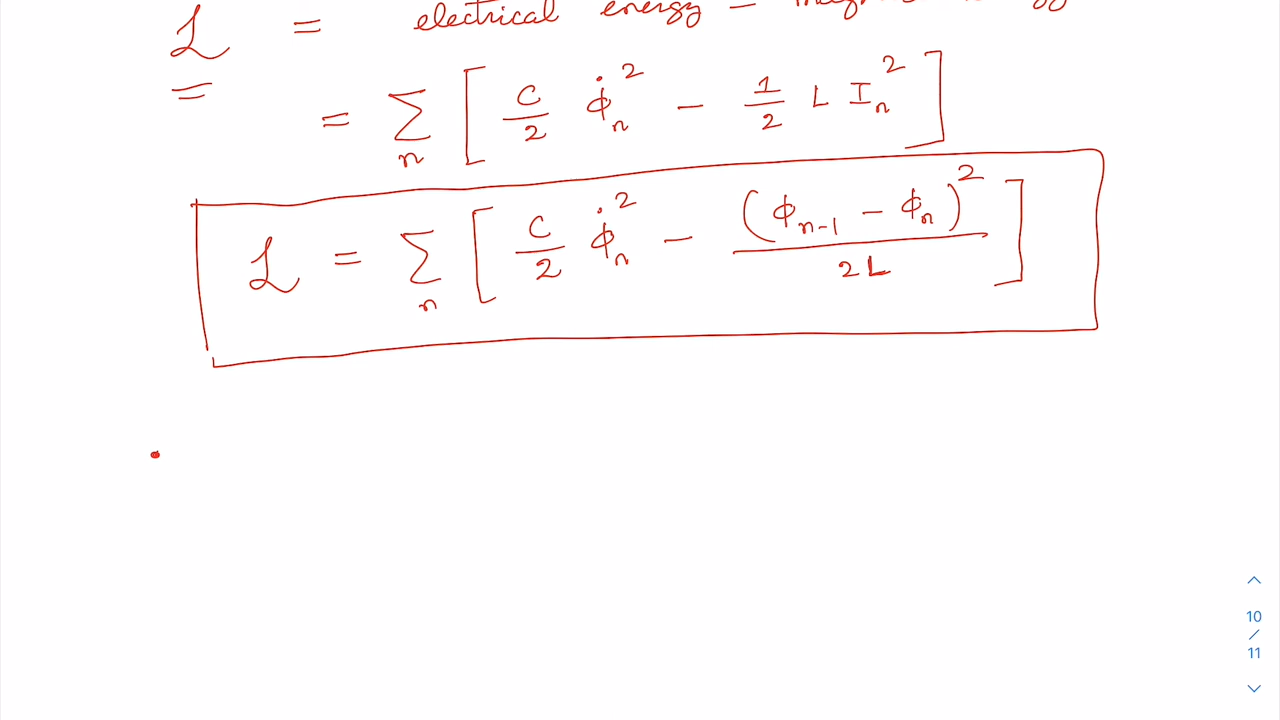 ℒ = electrical energy –
= ∑ₙ [ C/2 ϕ̇ₙ² − 1/2 L Iₙ² ]
ℒ = ∑ₙ [ C/2 ϕ̇ₙ² − (ϕₙ₋₁ − ϕₙ)² / 2L ]
10
/
11